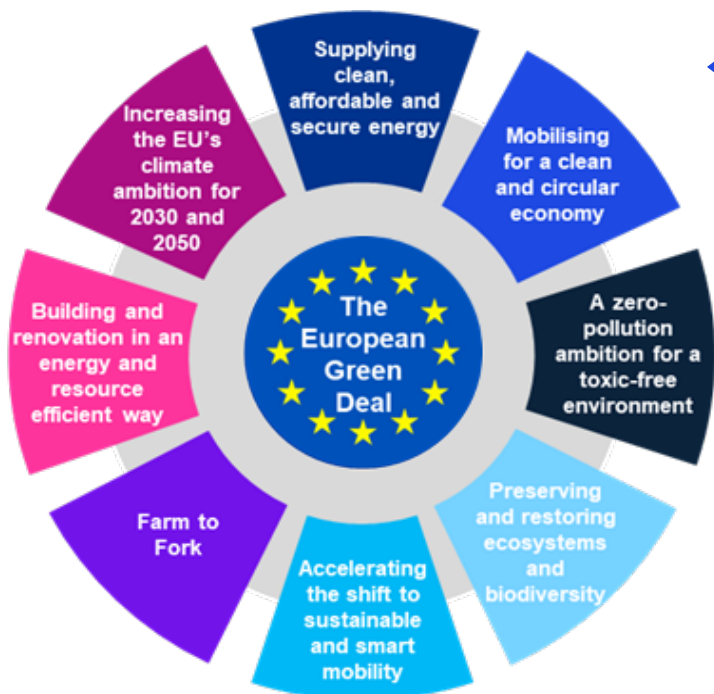 Supplying
clean,
affordable and
secure energy
Mobilising
for a clean
and circular
economy
A zero-
pollution
ambition for a
toxic-free
environment
Preserving
and restoring
ecosystems
and
biodiversity
Accelerating
the shift to
sustainable
and smart
mobility
Farm to
Fork
Building and
renovation in an
energy and
resource
efficient way
Increasing
the EU's
climate
ambition for
2030 and
2050
The
European
Green
Deal